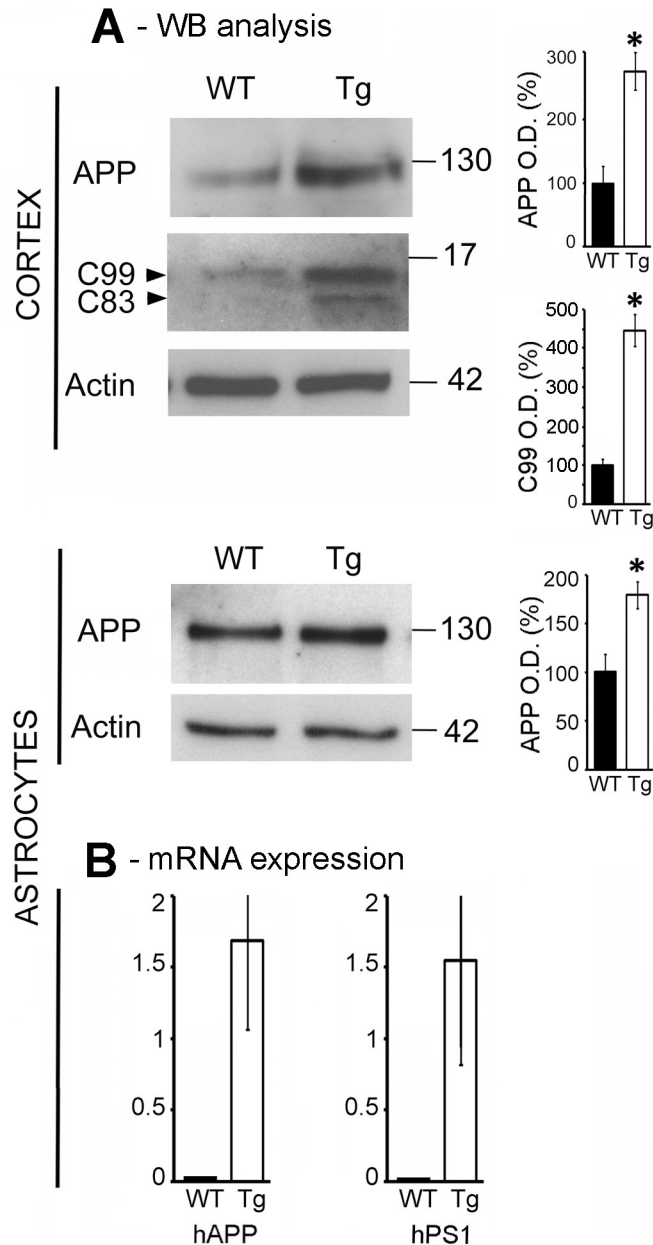 A - WB analysis
CORTEX
WT Tg
APP
130
C99
C83
17
Actin
42
*
APP O.D. (%)
300
200
100
0
WT Tg
*
C99 O.D. (%)
500
400
300
200
100
0
WT Tg
ASTROCYTES
WT Tg
APP
130
Actin
42
*
APP O.D. (%)
200
150
100
50
0
WT Tg
B - mRNA expression
2
1.5
1
0.5
0
WT Tg
hAPP
2
1.5
1
0.5
0
WT Tg
hPS1